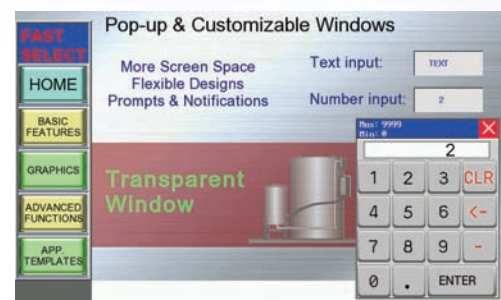 FAST
SELECT
HOME
BASIC
FEATURES
GRAPHICS
ADVANCED
FUNCTIONS
APP.
TEMPLATES
Pop-up & Customizable Windows
More Screen Space
Flexible Designs
Prompts & Notifications
Text input:
TEXT
Number input:
2
Transparent
Window
Max: 9999
Min: 0
2
1 2 3 CLR
4 5 6 <-
7 8 9 -
0 . ENTER